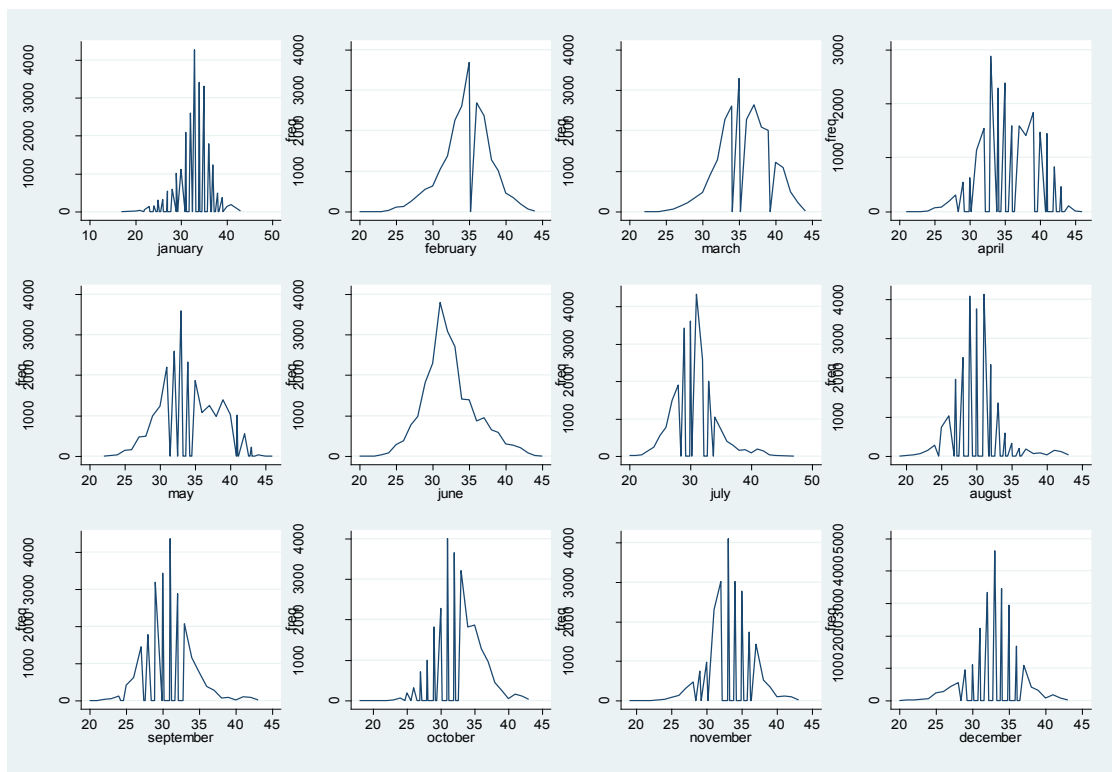 0 1000 2000 3000 4000
10 20 30 40 50
january
freq
0 1000 2000 3000 4000
20 25 30 35 40 45
february
0 1000 2000 3000 4000
20 25 30 35 40 45
march
freq
0 1000 2000 3000
20 25 30 35 40 45
april
freq
0 1000 2000 3000 4000
20 25 30 35 40 45
may
freq
0 1000 2000 3000 4000
20 25 30 35 40 45
june
0 1000 2000 3000 4000
20 30 40 50
july
freq
0 1000 2000 3000 4000
20 25 30 35 40 45
august
freq
0 1000 2000 3000 4000
20 25 30 35 40 45
september
freq
0 1000 2000 3000 4000
20 25 30 35 40 45
october
0 1000 2000 3000 4000
20 25 30 35 40 45
november
freq
0 1000 2000 3000 4000 5000
20 25 30 35 40 45
december